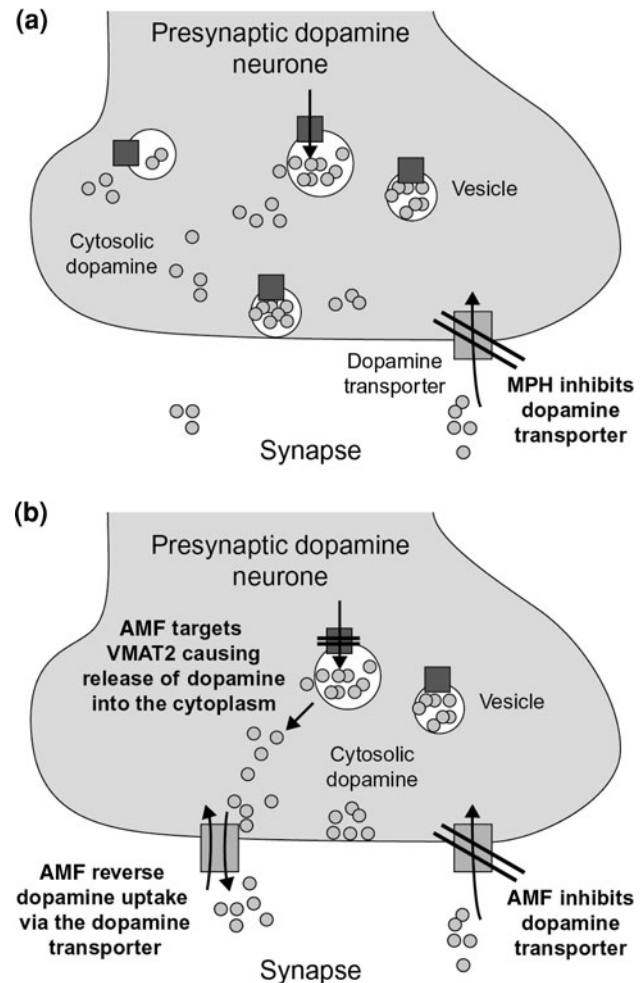 (a)
Presynaptic dopamine
neurone
Vesicle
Cytosolic
dopamine
Dopamine
transporter
MPH inhibits
dopamine
transporter
Synapse
(b)
Presynaptic dopamine
neurone
AMF targets
VMAT2 causing
release of dopamine
into the cytoplasm
Vesicle
Cytosolic
dopamine
AMF reverse
dopamine uptake
via the dopamine
transporter
AMF inhibits
dopamine
transporter
Synapse